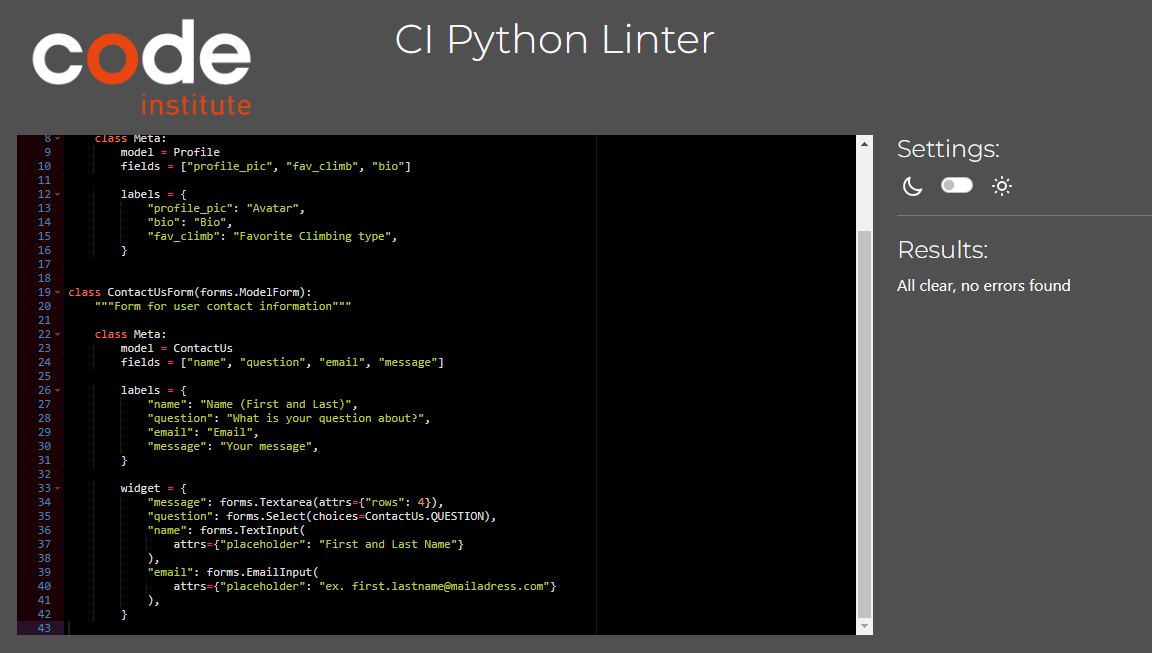 code
institute
CI Python Linter
8 class Meta:
9 model = Profile
10 fields = ["profile_pic", "fav_climb", "bio"]
11
12 labels = {
13 "profile_pic": "Avatar",
14 "bio": "Bio",
15 "fav_climb": "Favorite Climbing type",
16 }
17
18
19 class ContactUsForm(forms.ModelForm):
20 """Form for user contact information"""
21
22 class Meta:
23 model = ContactUs
24 fields = ["name", "question", "email", "message"]
25
26 labels = {
27 "name": "Name (First and Last)",
28 "question": "What is your question about?",
29 "email": "Email",
30 "message": "Your message",
31 }
32
33 widget = {
34 "message": forms.Textarea(attrs={"rows": 4}),
35 "question": forms.Select(choices=ContactUs.QUESTION),
36 "name": forms.TextInput(
37 attrs={"placeholder": "First and Last Name"}
38 ),
39 "email": forms.EmailInput(
40 attrs={"placeholder": "ex. first.lastname@mailadress.com"}
41 ),
42 }
43
Settings:
Results:
All clear, no errors found